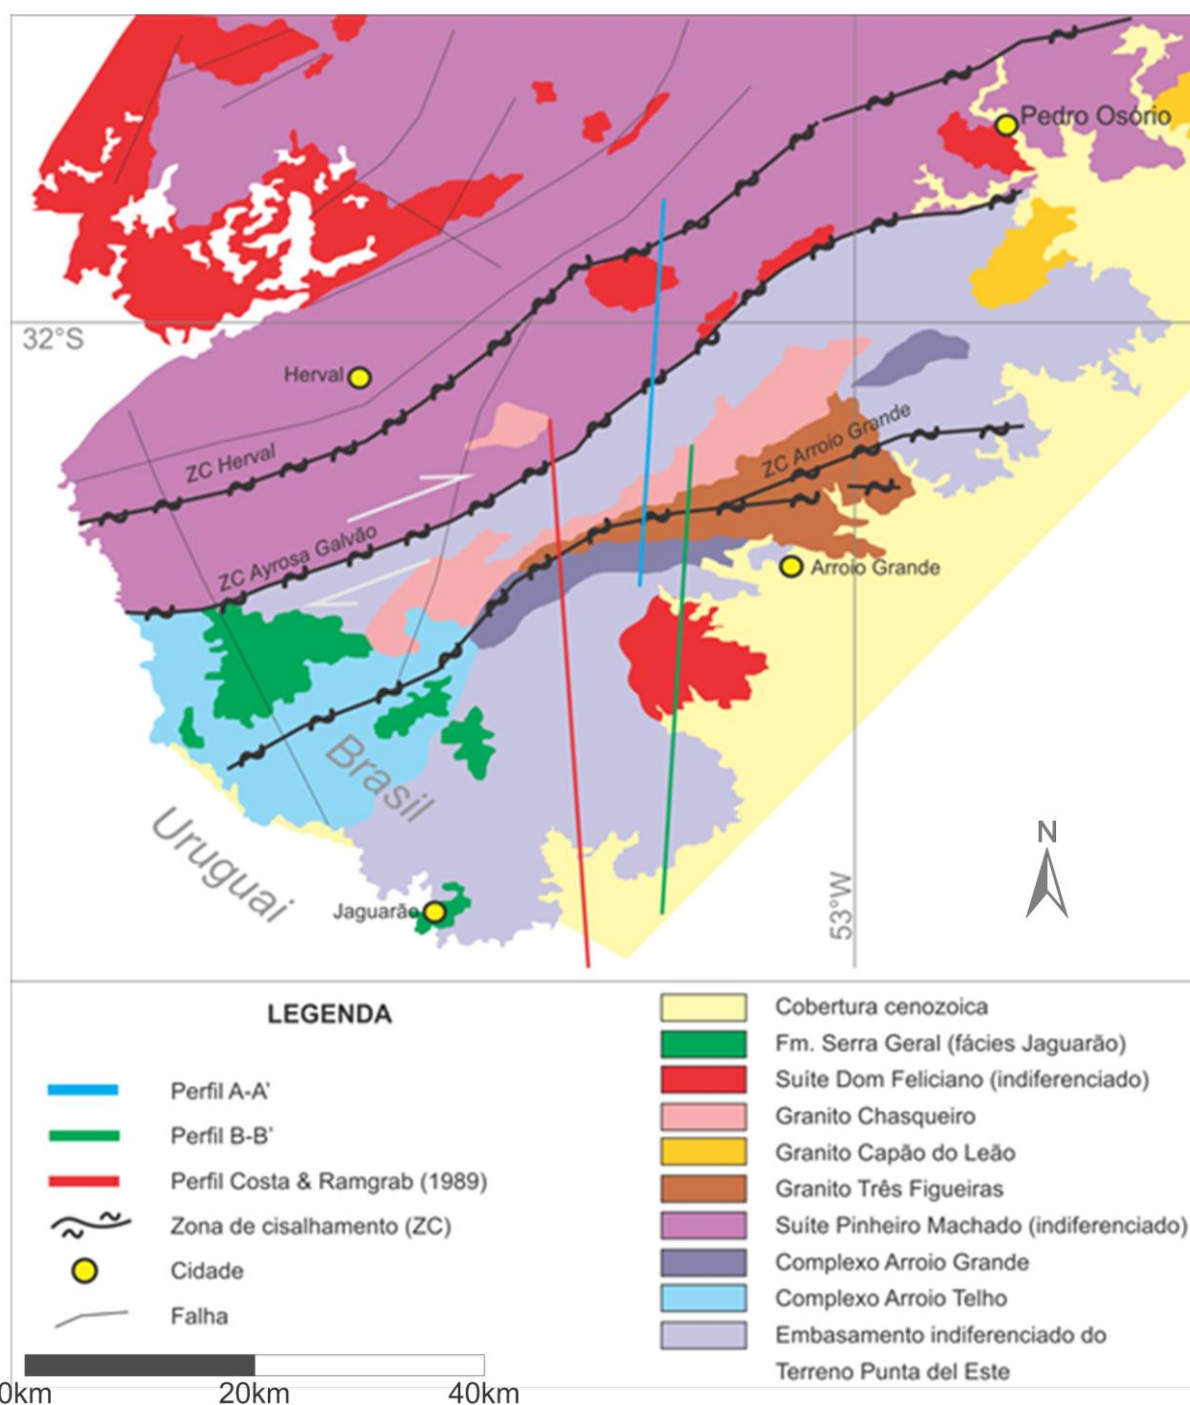 Pedro Osório
32°S
Herval
ZC Herval
ZC Arroio Grande
ZC Ayrosa Galvão
Arroio Grande
Brasil
Uruguai
N
53°W
Jaguarão
LEGENDA
Perfil A-A'
Perfil B-B'
Perfil Costa & Ramgrab (1989)
Zona de cisalhamento (ZC)
Cidade
Falha
0km 20km 40km
Cobertura cenozoica
Fm. Serra Geral (fácies Jaguarão)
Suíte Dom Feliciano (indiferenciado)
Granito Chasqueiro
Granito Capão do Leão
Granito Três Figueiras
Suíte Pinheiro Machado (indiferenciado)
Complexo Arroio Grande
Complexo Arroio Telho
Embasamento indiferenciado do
Terreno Punta del Este